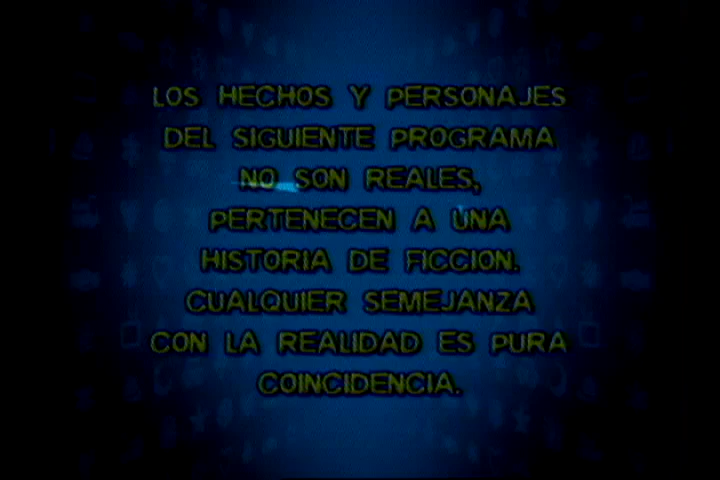 LOS HECHOS Y PERSONAJES
DEL SIGUIENTE PROGRAMA
NO SON REALES,
PERTENECEN A UNA
HISTORIA DE FICCION.
CUALQUIER SEMEJANZA
CON LA REALIDAD ES PURA
COINCIDENCIA.